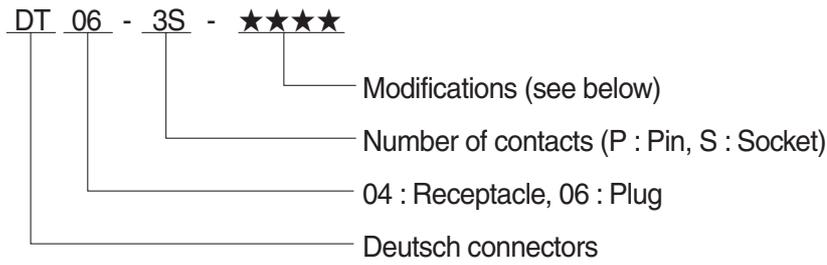 DT 06 - 3S - ★★★★
Modifications (see below)
Number of contacts (P : Pin, S : Socket)
04 : Receptacle, 06 : Plug
Deutsch connectors